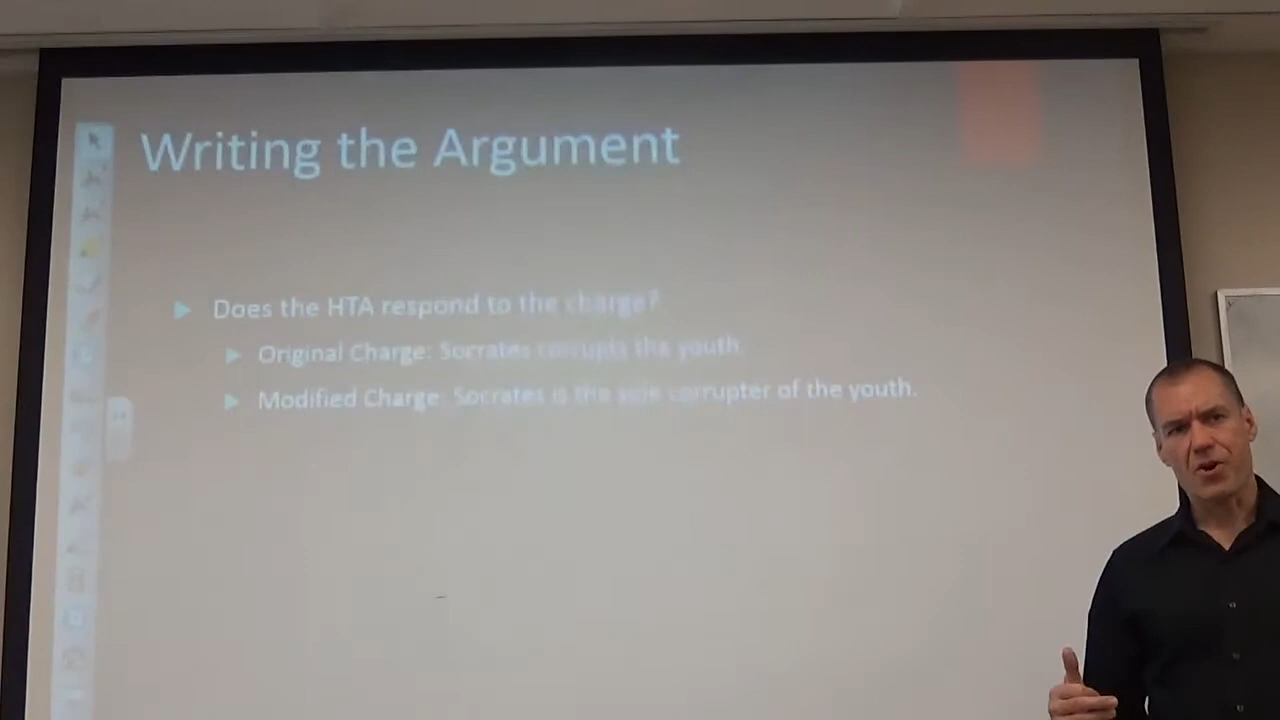 Writing the Argument
Does the HTA respond to the charge?
Original Charge: Socrates corrupts the youth.
Modified Charge: Socrates is the sole corrupter of the youth.